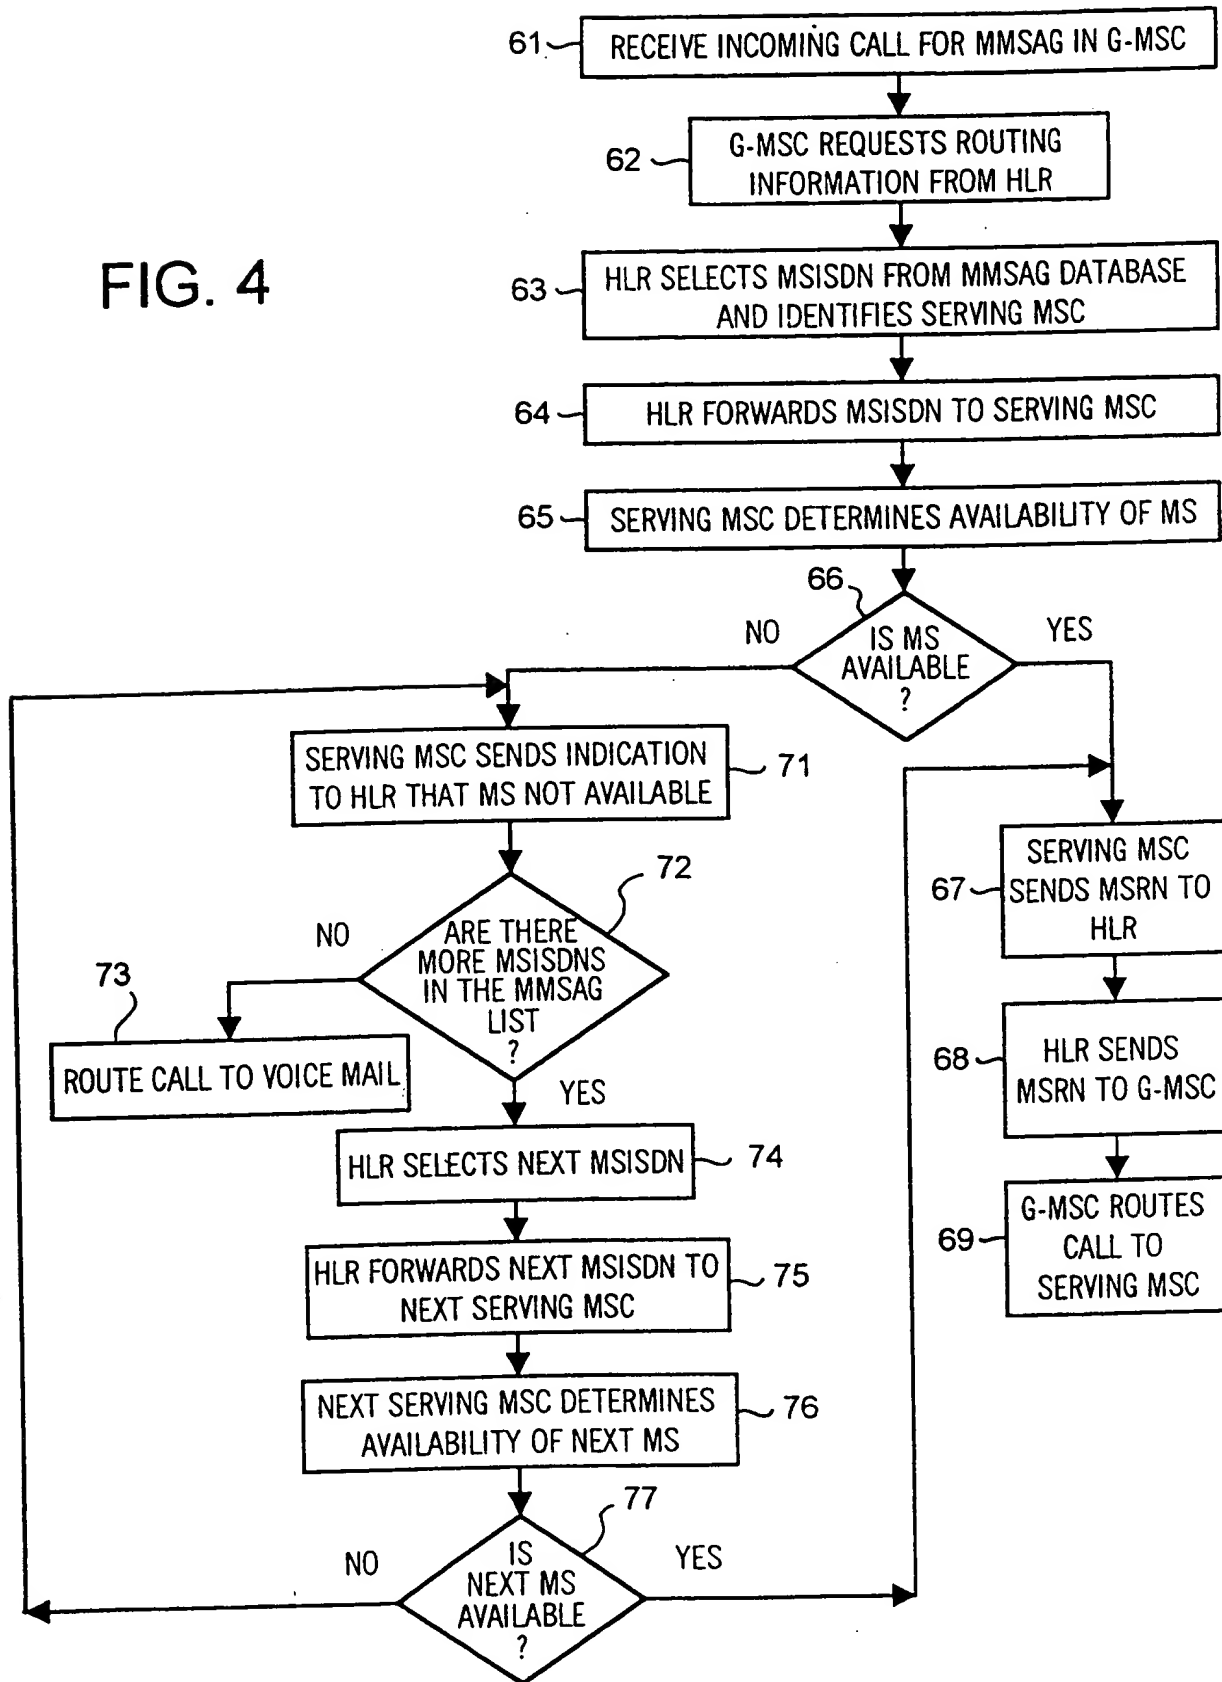 61
RECEIVE INCOMING CALL FOR MMSAG IN G-MSC
62
G-MSC REQUESTS ROUTING
INFORMATION FROM HLR
FIG. 4
63
HLR SELECTS MSISDN FROM MMSAG DATABASE
AND IDENTIFIES SERVING MSC
64
HLR FORWARDS MSISDN TO SERVING MSC
65
SERVING MSC DETERMINES AVAILABILITY OF MS
66
NO
IS MS
AVAILABLE
?
YES
SERVING MSC SENDS INDICATION
TO HLR THAT MS NOT AVAILABLE
71
72
NO
ARE THERE
MORE MSISDNS
IN THE MMSAG
LIST
?
YES
73
ROUTE CALL TO VOICE MAIL
HLR SELECTS NEXT MSISDN
74
HLR FORWARDS NEXT MSISDN TO
NEXT SERVING MSC
75
NEXT SERVING MSC DETERMINES
AVAILABILITY OF NEXT MS
76
77
NO
IS
NEXT MS
AVAILABLE
?
YES
67
SERVING MSC
SENDS MSRN TO
HLR
68
HLR SENDS
MSRN TO G-MSC
69
G-MSC ROUTES
CALL TO
SERVING MSC